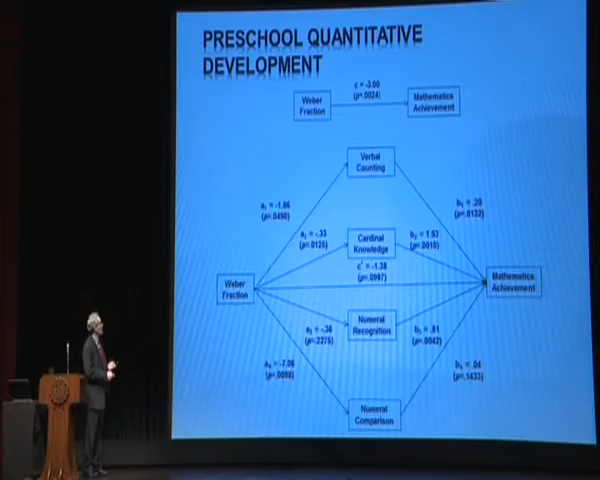 PRESCHOOL QUANTITATIVE
DEVELOPMENT
c = -3.00
(p=.0024)
Weber
Fraction
Mathematics
Achievement
Verbal
Counting
a₁ = -1.86
(p=.0490)
b₁ = .20
(p=.0132)
a₂ = -.33
(p=.0125)
Cardinal
Knowledge
b₂ = 1.93
(p=.0010)
c' = -1.38
(p=.0997)
Weber
Fraction
Mathematics
Achievement
Numeral
Recognition
a₃ = -.36
(p=.2275)
b₃ = .81
(p=.0042)
a₄ = -7.06
(p=.0098)
b₄ = .04
(p=.1433)
Numeral
Comparison